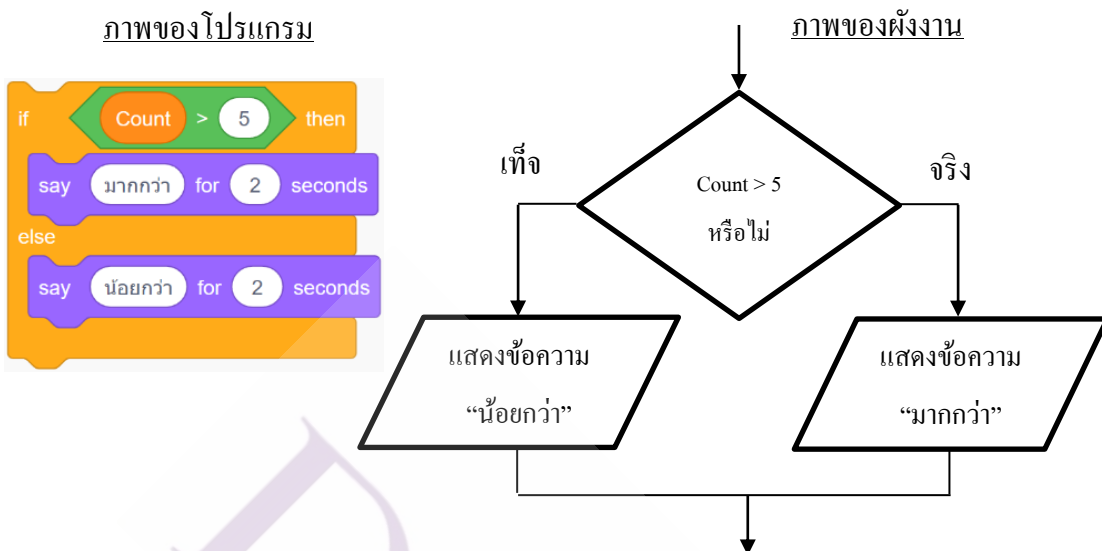 ภาพของโปรแกรม
if Count > 5 then
say มากกว่า for 2 seconds
else
say น้อยกว่า for 2 seconds
ภาพของผังงาน
เท็จ
Count > 5
หรือไม่
จริง
แสดงข้อความ
“น้อยกว่า”
แสดงข้อความ
“มากกว่า”